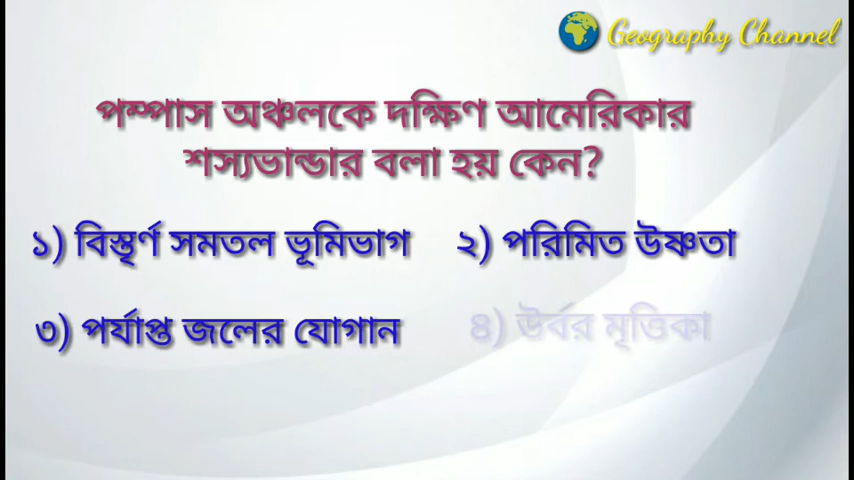 Geography Channel
পম্পাস অঞ্চলকে দক্ষিণ আমেরিকার
শস্যভান্ডার বলা হয় কেন?
১) বিস্তৃর্ণ সমতল ভূমিভাগ ২) পরিমিত উষ্ণতা
৩) পর্যাপ্ত জলের যোগান ৪) উর্বর মৃত্তিকা